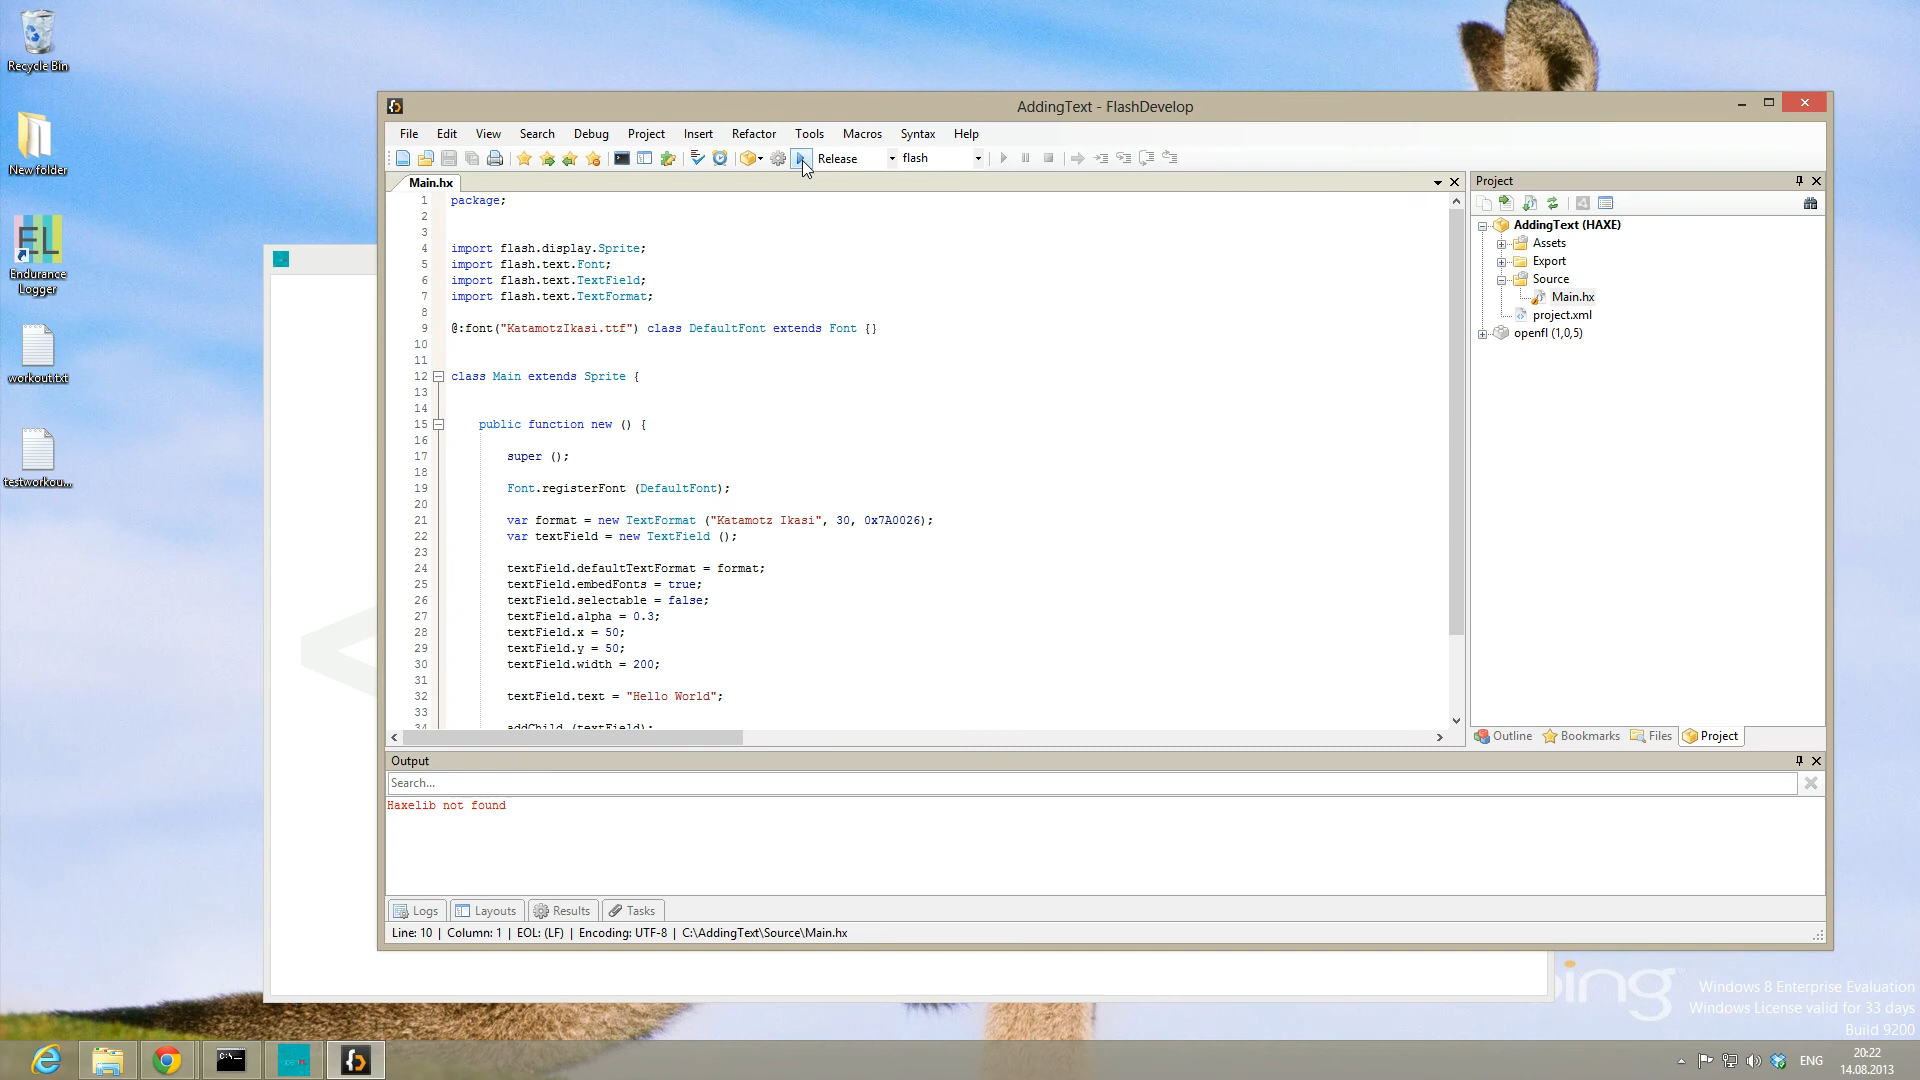 Recycle Bin
New folder
EL
Endurance
Logger
workout.txt
testworkou...
AddingText - FlashDevelop
File Edit View Search Debug Project Insert Refactor Tools Macros Syntax Help
Release flash
Main.hx
1 package;
2
3
4 import flash.display.Sprite;
5 import flash.text.Font;
6 import flash.text.TextField;
7 import flash.text.TextFormat;
8
9 @:font("KatamotzIkasi.ttf") class DefaultFont extends Font {}
10
11
12 class Main extends Sprite {
13
14
15 public function new () {
16
17 super ();
18
19 Font.registerFont (DefaultFont);
20
21 var format = new TextFormat ("Katamotz Ikasi", 30, 0x7A0026);
22 var textField = new TextField ();
23
24 textField.defaultTextFormat = format;
25 textField.embedFonts = true;
26 textField.selectable = false;
27 textField.alpha = 0.3;
28 textField.x = 50;
29 textField.y = 50;
30 textField.width = 200;
31
32 textField.text = "Hello World";
33
34 addChild (textField);
Project
AddingText (HAXE)
Assets
Export
Source
Main.hx
project.xml
openfl (1,0,5)
Outline Bookmarks Files Project
Output
Search...
Haxelib not found
Logs Layouts Results Tasks
Line: 10 | Column: 1 | EOL: (LF) | Encoding: UTF-8 | C:\AddingText\Source\Main.hx
bing
Windows 8 Enterprise Evaluation
Windows License valid for 33 days
Build 9200
ENG
20:22
14.08.2013